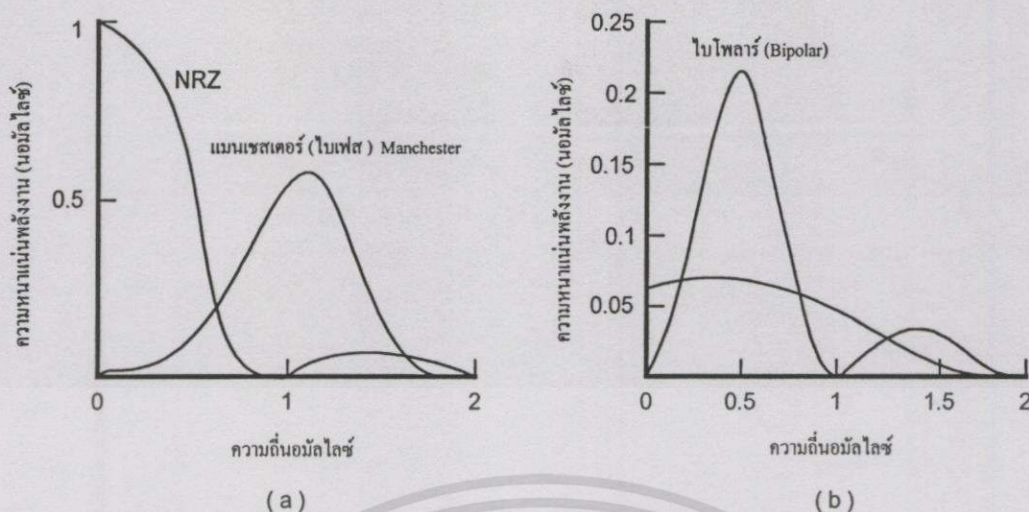 1
NRZ
แมนเชสเตอร์ (ไบเฟส ) Manchester
0.5
ความหนาแน่นพลังงาน (นอมัลไลซ์)
0
1
2
ความถี่นอมัลไลซ์
( a )
0.25
ไบโพลาร์ (Bipolar)
0.20
0.15
0.1
0.05
ความหนาแน่นพลังงาน (นอมัลไลซ์)
0
0.5
1
1.5
2
ความถี่นอมัลไลซ์
( b )